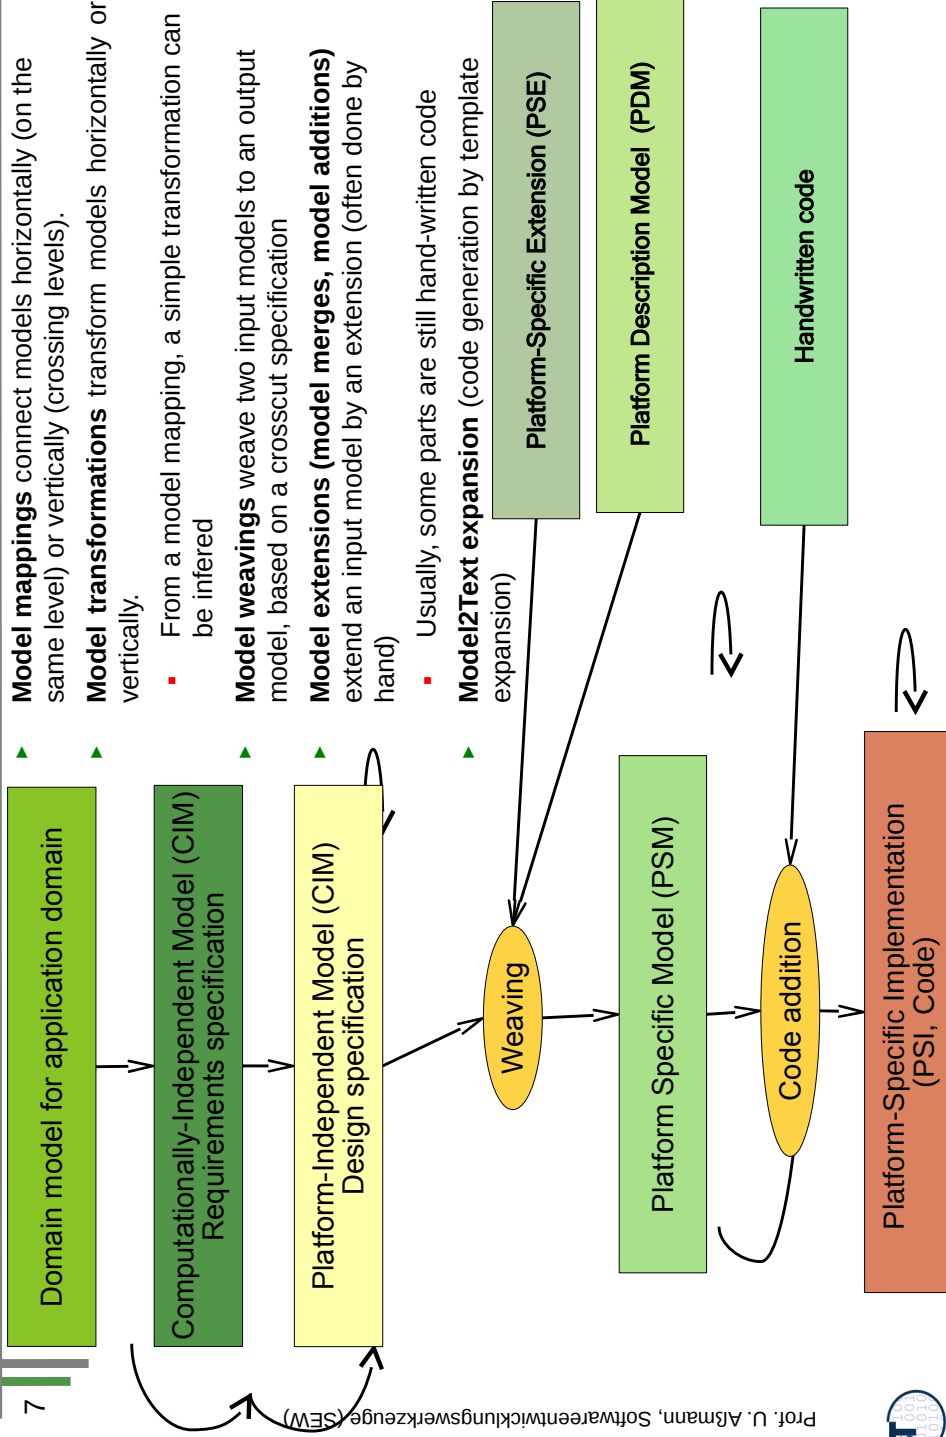 Model mappings connect models horizontally (on the
same level) or vertically (crossing levels).
Model transformations transform models horizontally or
vertically.
From a model mapping, a simple transformation can
be infered
Model weavings weave two input models to an output
model, based on a crosscut specification
Model extensions (model merges, model additions)
extend an input model by an extension (often done by
hand)
Usually, some parts are still hand-written code
Model2Text expansion (code generation by template
expansion)
Domain model for application domain
Computationally-Independent Model (CIM)
Requirements specification
Platform-Independent Model (CIM)
Design specification
Weaving
Platform-Specific Extension (PSE)
Platform Description Model (PDM)
Platform Specific Model (PSM)
Handwritten code
Code addition
Platform-Specific Implementation
(PSI, Code)
7
Prof. U. Aßmann, Softwareentwicklungswerkzeuge (SEW)